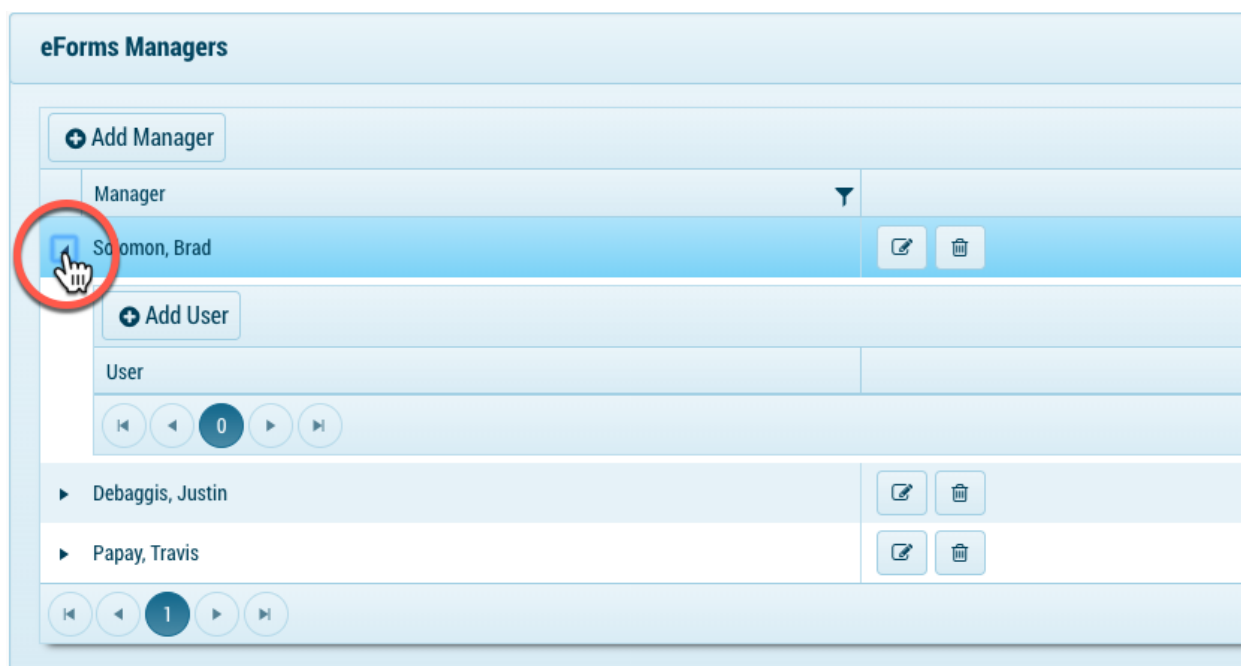 eForms Managers
Add Manager
Manager
Solomon, Brad
Add User
User
0
Debaggis, Justin
Papay, Travis
1